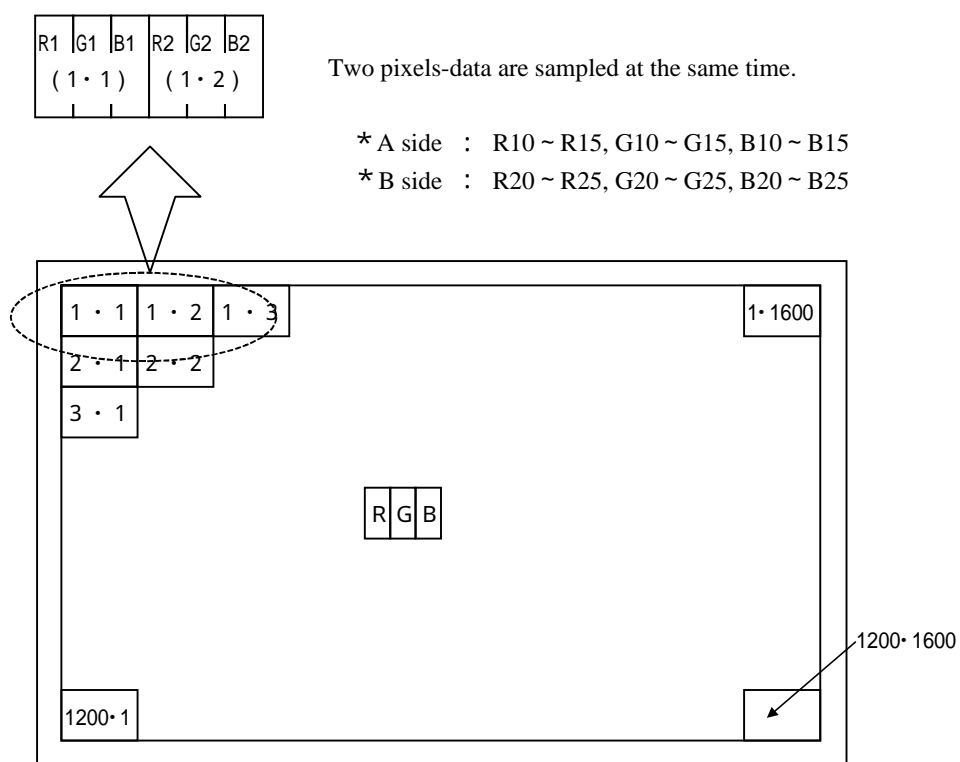 R1 G1 B1 R2 G2 B2
(1・1) (1・2)
Two pixels-data are sampled at the same time.
*A side : R10~R15, G10~G15, B10~B15
*B side : R20~R25, G20~G25, B20~B25
1・1 1・2 1・3 1・1600
2・1 2・2
3・1
R G B
1200・1600
1200・1